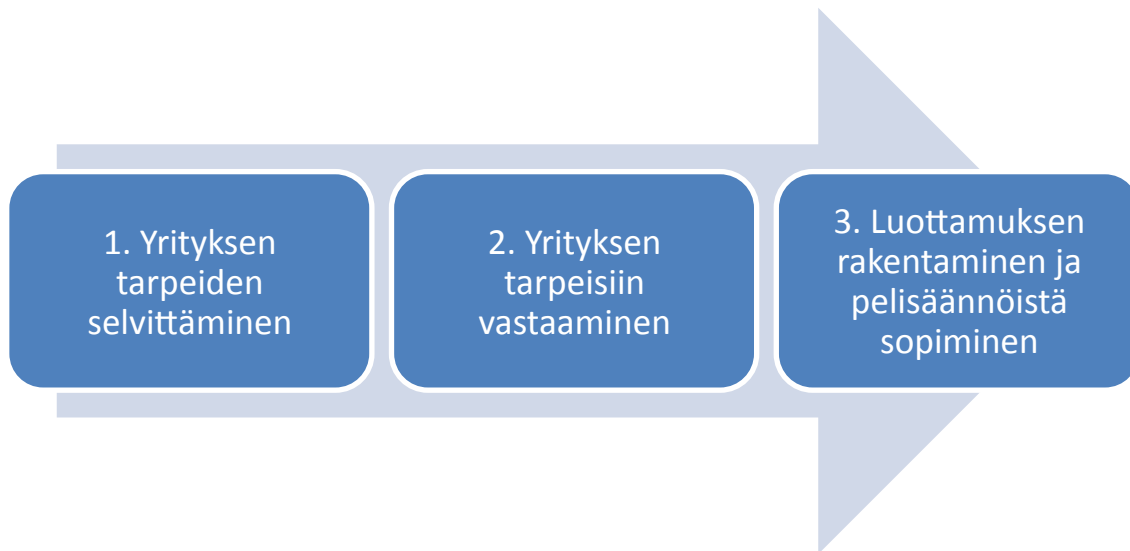 1. Yrityksen
tarpeiden
selvittäminen
2. Yrityksen
tarpeisiin
vastaaminen
3. Luottamuksen
rakentaminen ja
pelisäännöistä
sopiminen